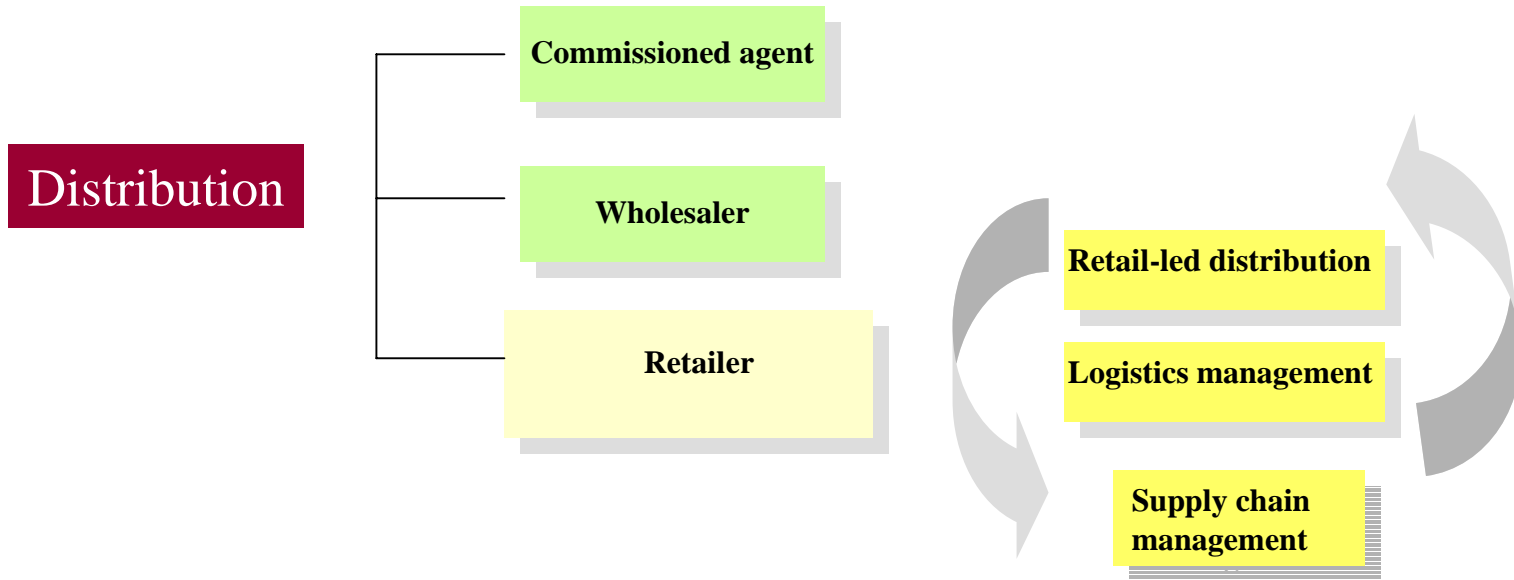 Commissioned agent
Distribution
Wholesaler
Retail-led distribution
Retailer
Logistics management
Supply chain
management